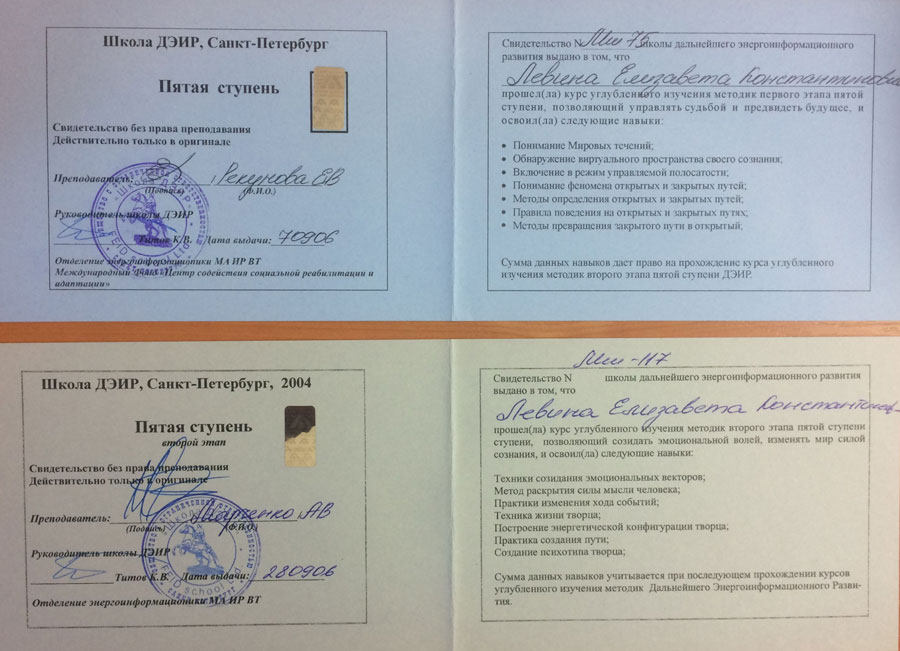 Школа ДЭИР, Санкт-Петербург
Пятая ступень
Свидетельство без права преподавания
Действительно только в оригинале
Преподаватель: Рекунова ЕВ
(Подпись) (Ф.И.О.)
Руководитель школы ДЭИР
Титов К.В. Дата выдачи: 70906
Отделение энергоинформационики МА ИР ВТ
Международный «Центр содействия социальной реабилитации и
адаптации»
Свидетельство N Мш 75 школы дальнейшего энергоинформационного
развития выдано в том, что
Левина Елизавета Константиновна
прошел(ла) курс углубленного изучения методик первого этапа пятой
ступени, позволяющий управлять судьбой и предвидеть будущее, и
освоил(ла) следующие навыки:
• Понимание Мировых течений;
• Обнаружение виртуального пространства своего сознания;
• Включение в режим управляемой полосатости;
• Понимание феномена открытых и закрытых путей;
• Методы определения открытых и закрытых путей;
• Правила поведения на открытых и закрытых путях;
• Методы превращения закрытого пути в открытый;
Сумма данных навыков дает право на прохождение курса углубленного
изучения методик второго этапа пятой ступени ДЭИР.
Школа ДЭИР, Санкт-Петербург, 2004
Пятая ступень
второй этап
Свидетельство без права преподавания
Действительно только в оригинале
Преподаватель: АВ
(Подпись) (Ф.И.О)
Руководитель школы ДЭИР
Титов К.В. Дата выдачи: 280906
Отделение энергоинформационики МА ИР ВТ
Мш-117
Свидетельство N школы дальнейшего энергоинформационного развития
выдано в том, что
Левина Елизавета
прошел(ла) курс углубленного изучения методик второго этапа пятой ступени
ступени, позволяющий созидать эмоциональной волей, изменять мир силой
сознания, и освоил(ла) следующие навыки:
Техники созидания эмоциональных векторов;
Метод раскрытия силы мысли человека;
Практики изменения хода событий;
Техника жизни творца;
Построение энергетической конфигурации творца;
Практика создания пути;
Создание психотипа творца;
Сумма данных навыков учитывается при последующем прохождении курсов
углубленного изучения методик Дальнейшего Энергоинформационного Разви-
тия.